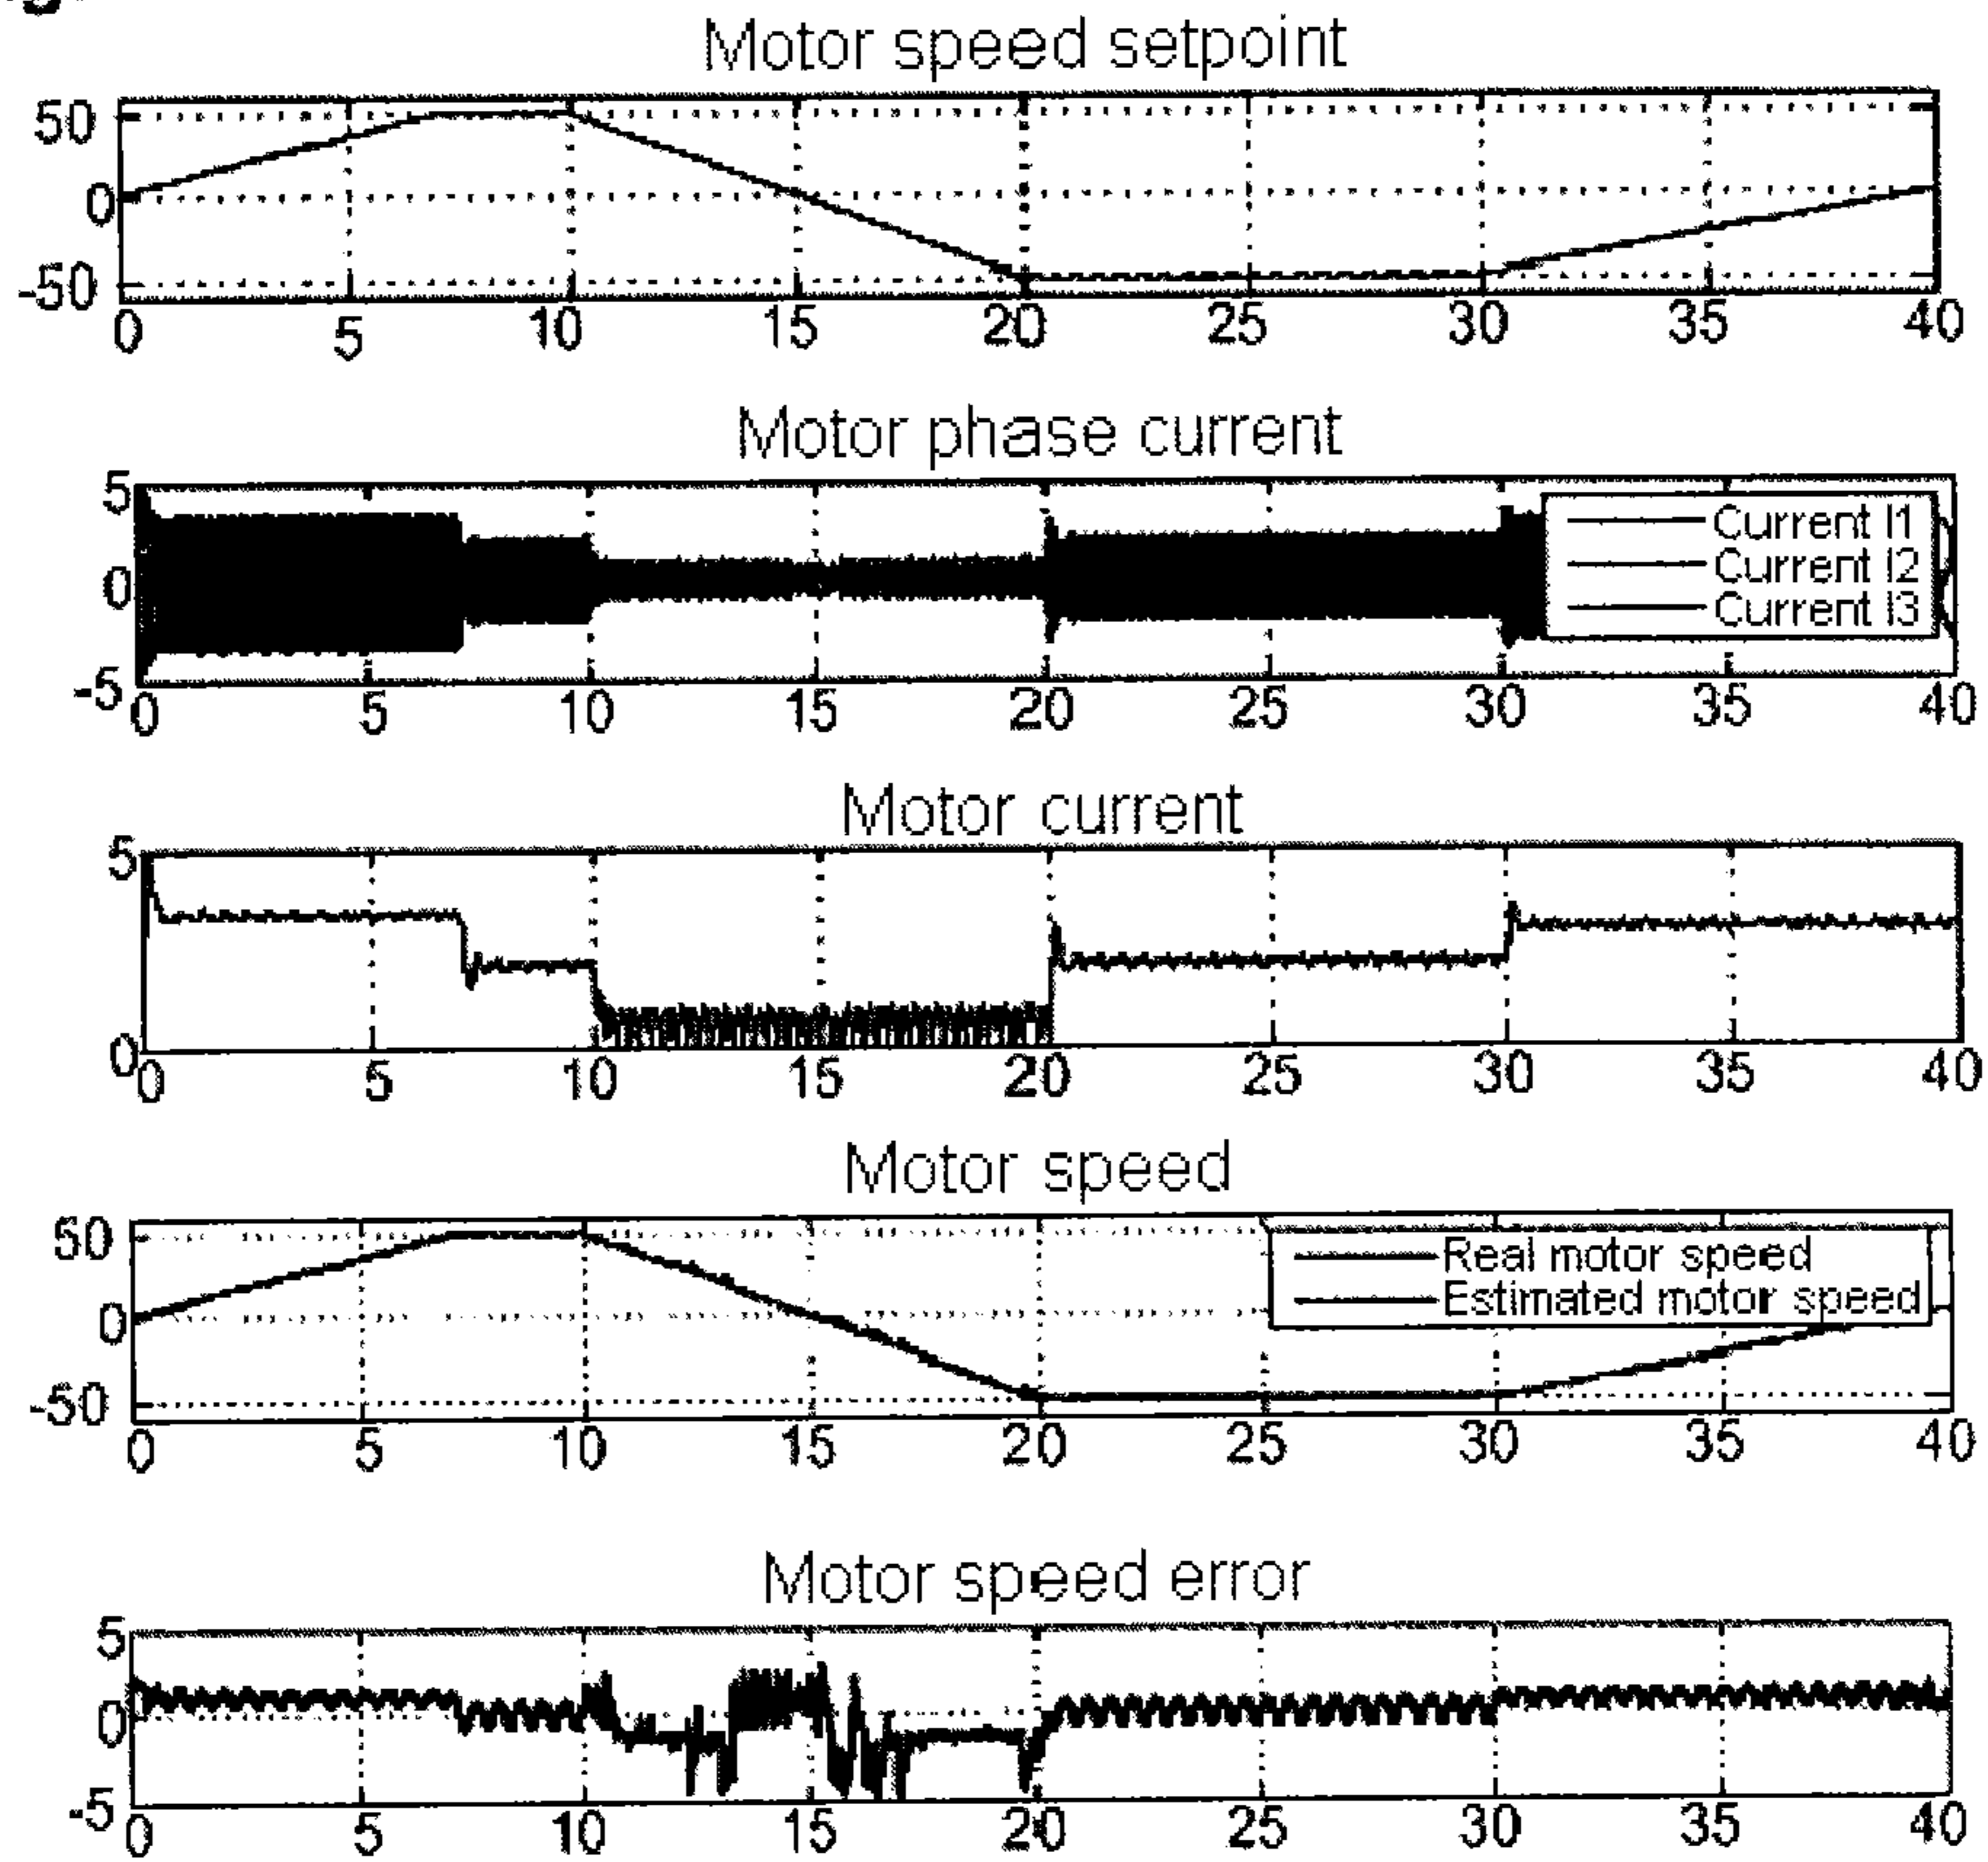 Motor speed setpoint
50
0
-50
0 5 10 15 20 25 30 35 40
Motor phase current
5
0
-5
Current I1
Current I2
Current I3
0 5 10 15 20 25 30 35 40
Motor current
5
0
0 5 10 15 20 25 30 35 40
Motor speed
50
0
-50
Real motor speed
Estimated motor speed
0 5 10 15 20 25 30 35 40
Motor speed error
5
0
-5
0 5 10 15 20 25 30 35 40